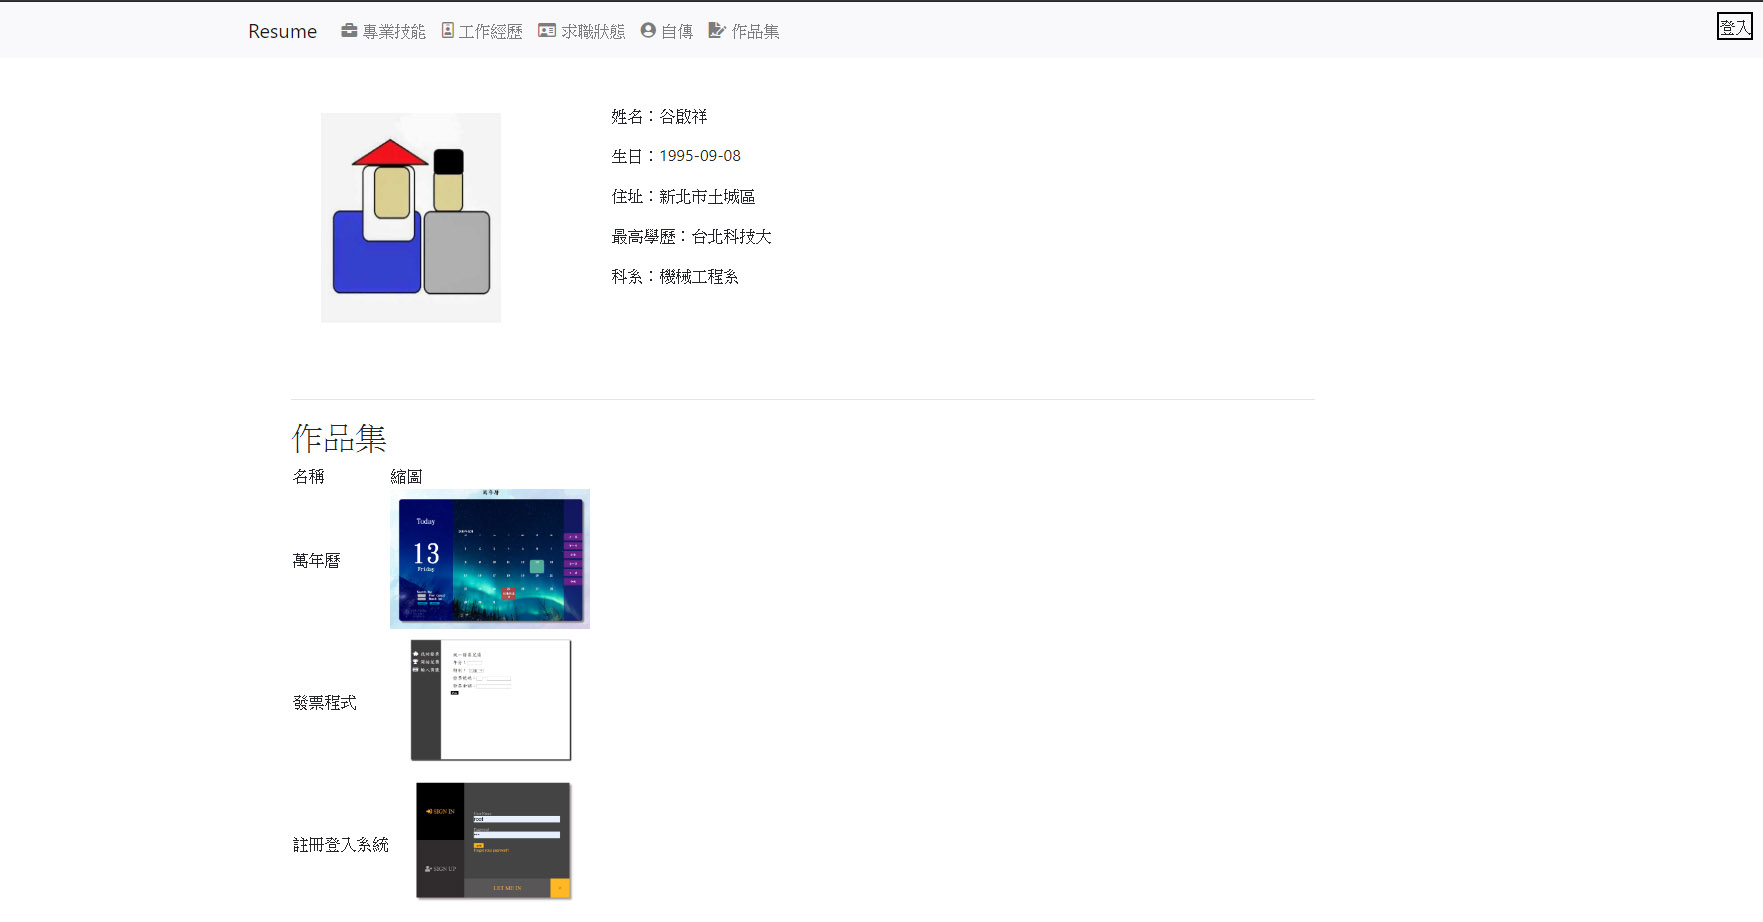 Resume 專業技能 工作經歷 求職狀態 自傳 作品集 登入
姓名：谷啟祥
生日：1995-09-08
住址：新北市土城區
最高學歷：台北科技大
科系：機械工程系
作品集
名稱 縮圖
萬年曆
萬年曆
Today
13
Friday
發票程式
註冊登入系統
SIGN IN
root
SIGN UP
LET ME IN